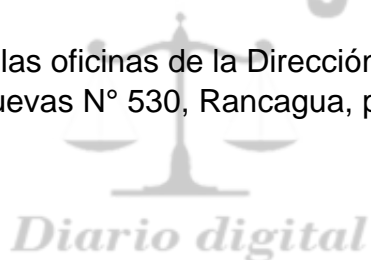 las oficinas de la Dirección
uevas N° 530, Rancagua, p
Diario digital